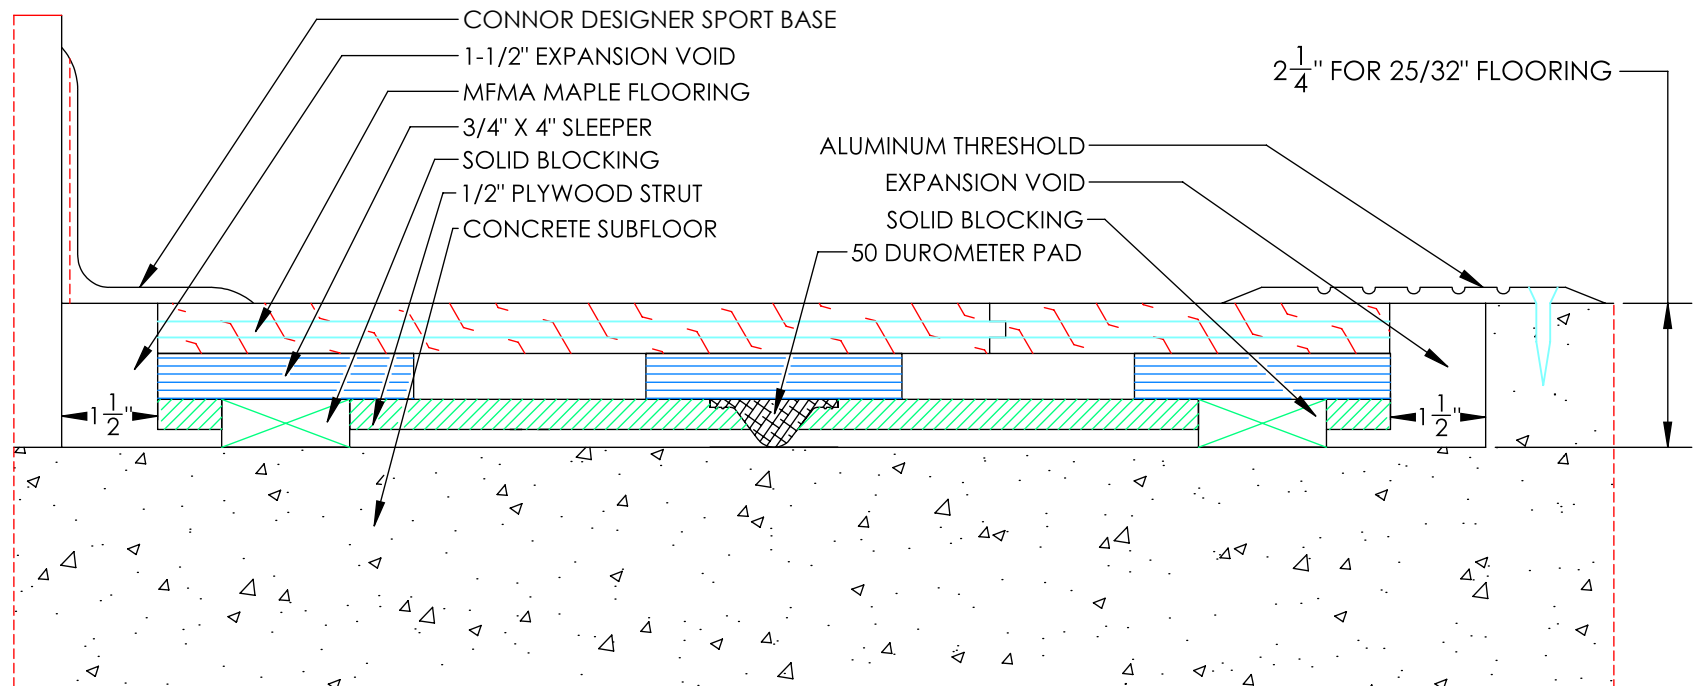 CONNOR DESIGNER SPORT BASE
1-1/2" EXPANSION VOID
MFMA MAPLE FLOORING
3/4" X 4" SLEEPER
SOLID BLOCKING
1/2" PLYWOOD STRUT
CONCRETE SUBFLOOR
2 1/4" FOR 25/32" FLOORING
ALUMINUM THRESHOLD
EXPANSION VOID
SOLID BLOCKING
50 DUROMETER PAD
1 1/2"
1 1/2"